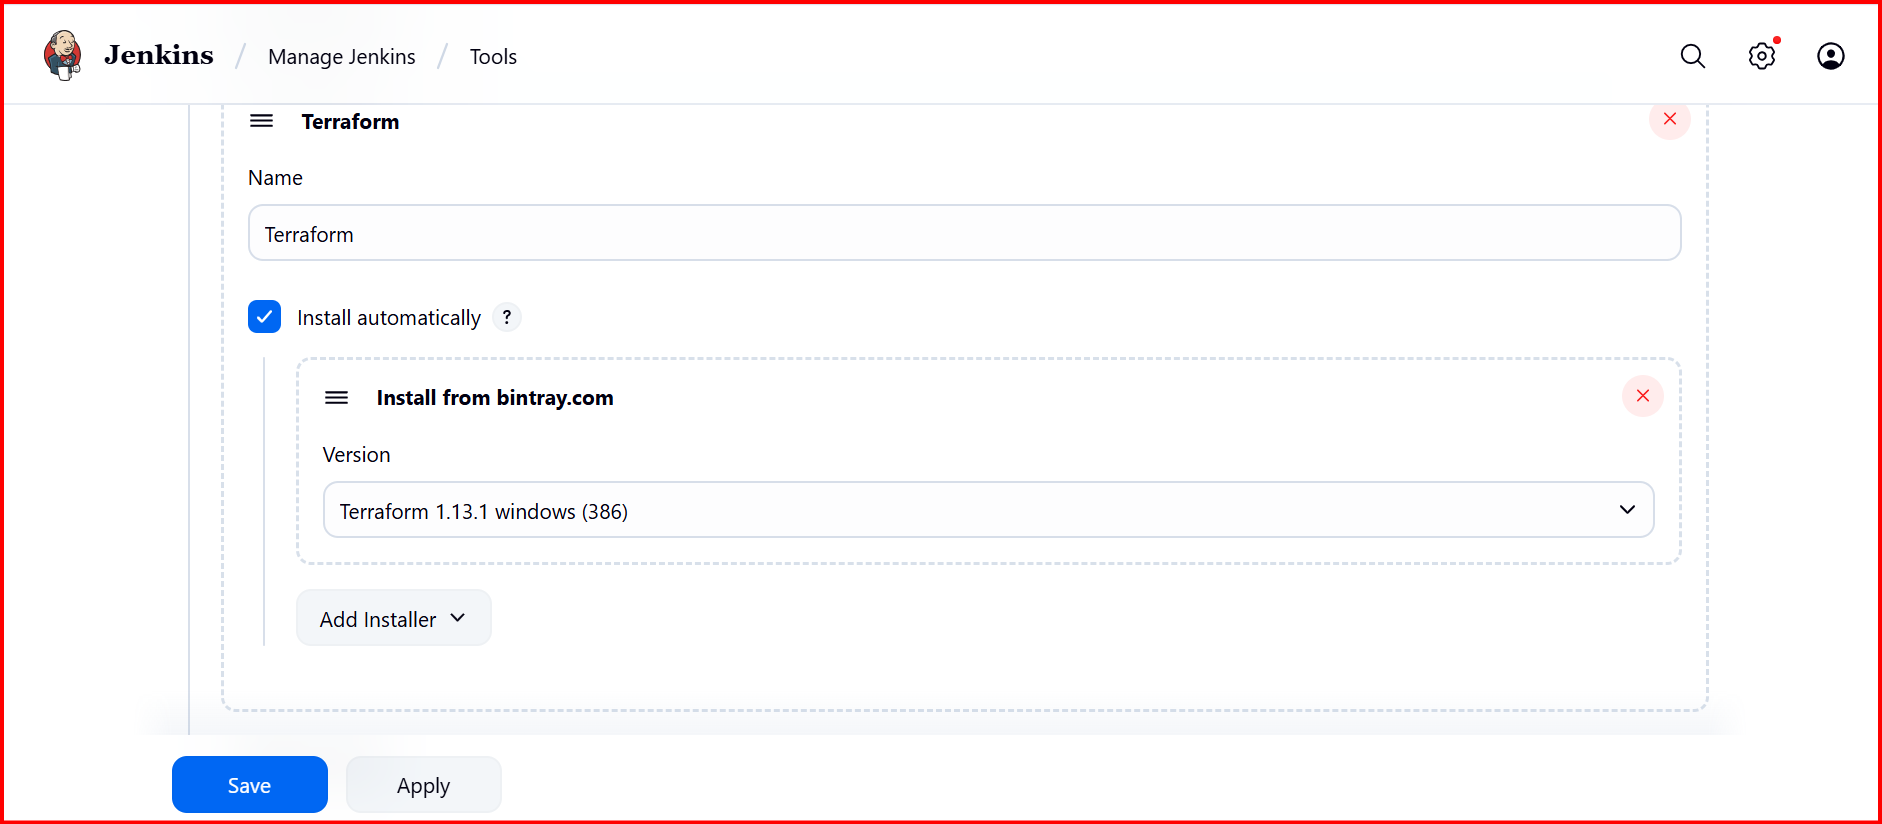 Jenkins / Manage Jenkins / Tools
Terraform
Name
Terraform
Install automatically ?
Install from bintray.com
Version
Terraform 1.13.1 windows (386)
Add Installer
Save Apply